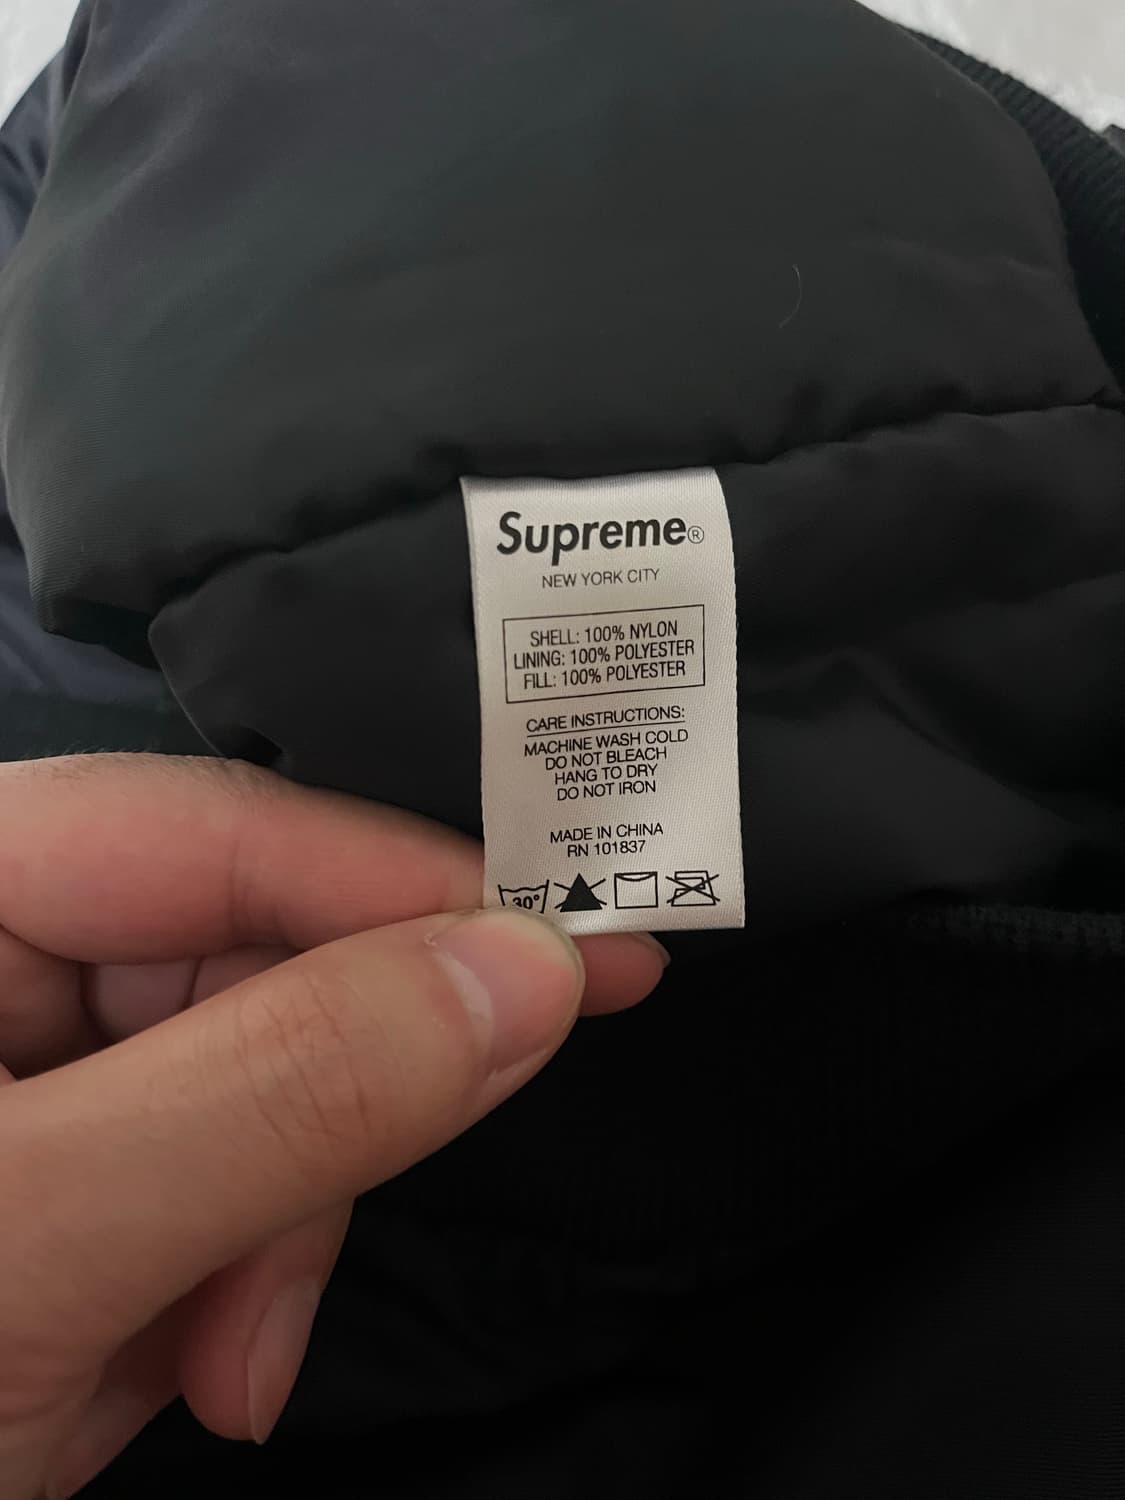 Supreme®
NEW YORK CITY
SHELL: 100% NYLON
LINING: 100% POLYESTER
FILL: 100% POLYESTER
CARE INSTRUCTIONS:
MACHINE WASH COLD
DO NOT BLEACH
HANG TO DRY
DO NOT IRON
MADE IN CHINA
RN 101837
30°